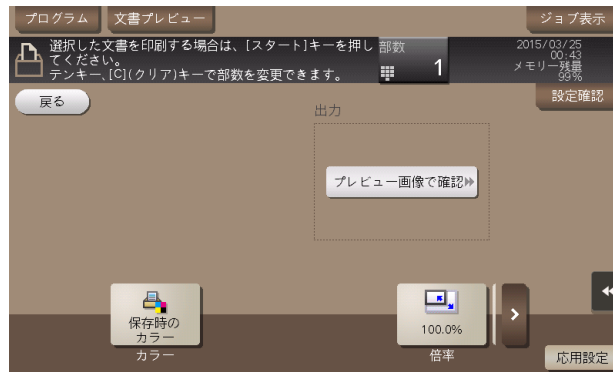 プログラム
文書プレビュー
ジョブ表示
選択した文書を印刷する場合は、[スタート]キーを押し
てください。
テンキー、[C](クリア)キーで部数を変更できます。
部数
1
2015/03/25
00:43
メモリー残量
99%
戻る
設定確認
出力
プレビュー画像で確認
保存時の
カラー
カラー
100.0%
倍率
応用設定